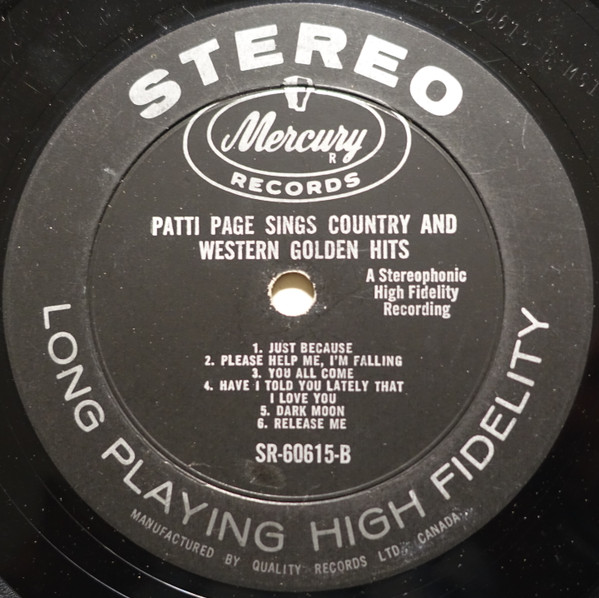 STEREO
Mercury
R
RECORDS
PATTI PAGE SINGS COUNTRY AND
WESTERN GOLDEN HITS
A Stereophonic
High Fidelity
Recording
1. JUST BECAUSE
2. PLEASE HELP ME, I'M FALLING
3. YOU ALL COME
4. HAVE I TOLD YOU LATELY THAT
I LOVE YOU
5. DARK MOON
6. RELEASE ME
SR-60615-B
LONG PLAYING HIGH FIDELITY
MANUFACTURED BY QUALITY RECORDS LTD., CANADA.